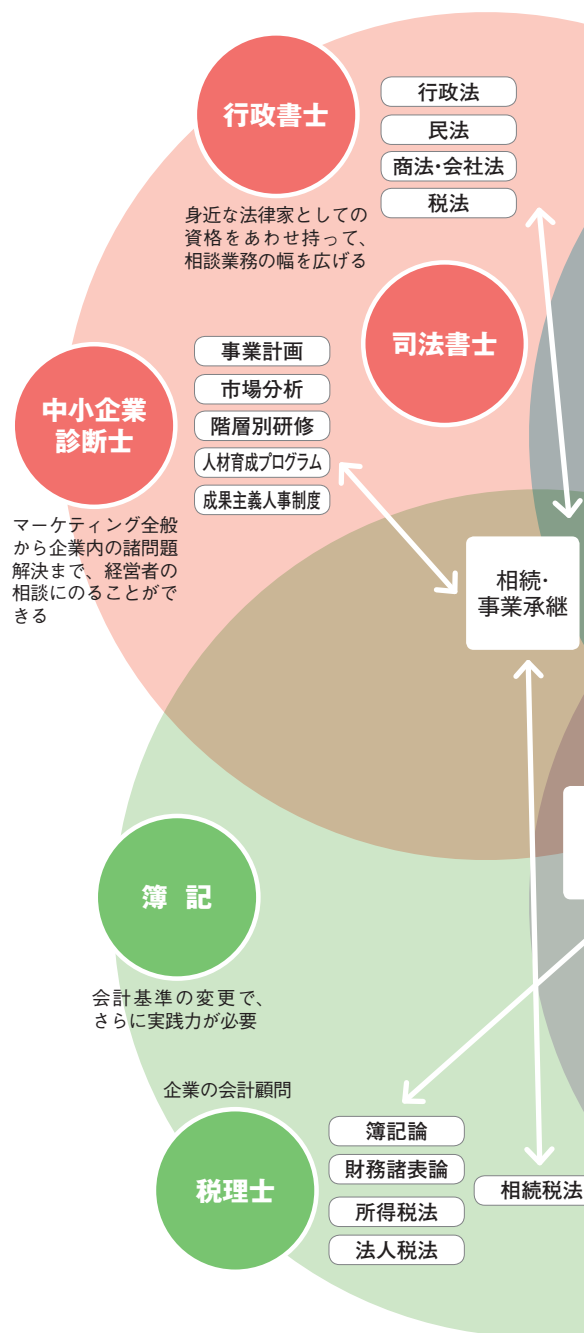 行政書士
行政法
民法
商法・会社法
税法
身近な法律家としての
資格をあわせ持って、
相談業務の幅を広げる
司法書士
中小企業
診断士
事業計画
市場分析
階層別研修
人材育成プログラム
成果主義人事制度
マーケティング全般
から企業内の諸問題
解決まで、経営者の
相談にのることがで
きる
相続・
事業承継
簿 記
会計基準の変更で、
さらに実践力が必要
企業の会計顧問
税理士
簿記論
財務諸表論
所得税法
法人税法
相続税法